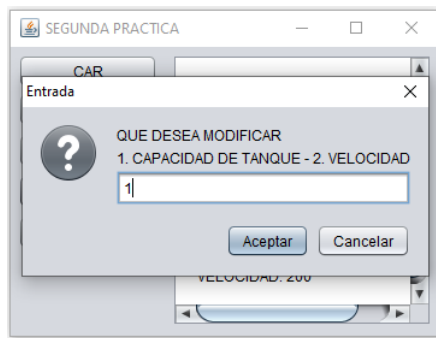 SEGUNDA PRACTICA
CAR
Entrada
QUE DESEA MODIFICAR
1. CAPACIDAD DE TANQUE - 2. VELOCIDAD
1
Aceptar Cancelar
VELOCIDAD: 200